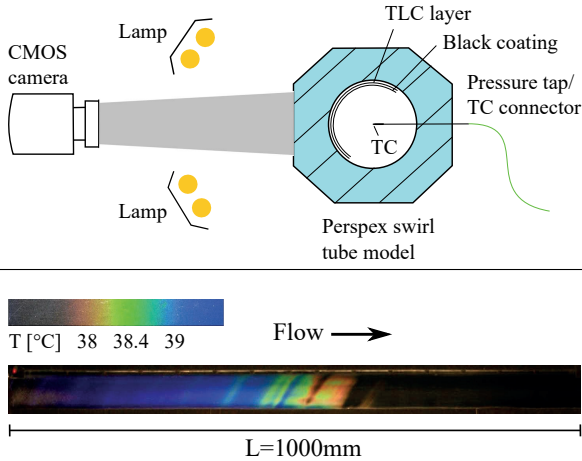 Lamp
CMOS
camera
TLC layer
Black coating
Pressure tap/
TC connector
TC
Lamp
Perspex swirl
tube model
Flow
T [°C] 38 38.4 39
L=1000mm